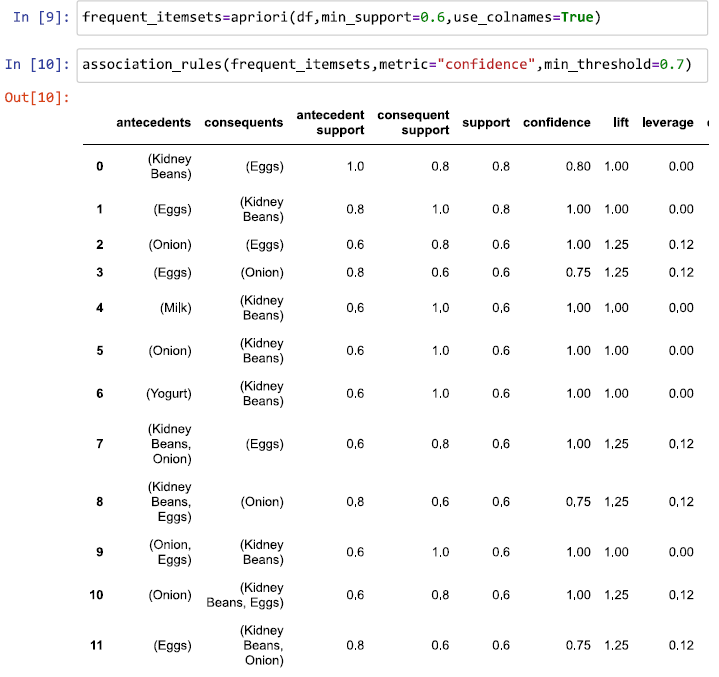 In [9]: frequent_itemsets=apriori(df,min_support=0.6,use_colnames=True)
In [10]: association_rules(frequent_itemsets,metric="confidence",min_threshold=0.7)
Out[10]:
antecedents consequents antecedent support consequent support support confidence lift leverage
0 (Kidney Beans) (Eggs) 1.0 0.8 0.8 0.80 1.00 0.00
1 (Eggs) (Kidney Beans) 0.8 1.0 0.8 1.00 1.00 0.00
2 (Onion) (Eggs) 0.6 0.8 0.6 1.00 1.25 0.12
3 (Eggs) (Onion) 0.8 0.6 0.6 0.75 1.25 0.12
4 (Milk) (Kidney Beans) 0.6 1.0 0.6 1.00 1.00 0.00
5 (Onion) (Kidney Beans) 0.6 1.0 0.6 1.00 1.00 0.00
6 (Yogurt) (Kidney Beans) 0.6 1.0 0.6 1.00 1.00 0.00
7 (Kidney Beans, Onion) (Eggs) 0.6 0.8 0.6 1.00 1.25 0.12
8 (Kidney Beans, Eggs) (Onion) 0.8 0.6 0.6 0.75 1.25 0.12
9 (Onion, Eggs) (Kidney Beans) 0.6 1.0 0.6 1.00 1.00 0.00
10 (Onion) (Kidney Beans, Eggs) 0.6 0.8 0.6 1.00 1.25 0.12
11 (Eggs) (Kidney Beans, Onion) 0.8 0.6 0.6 0.75 1.25 0.12